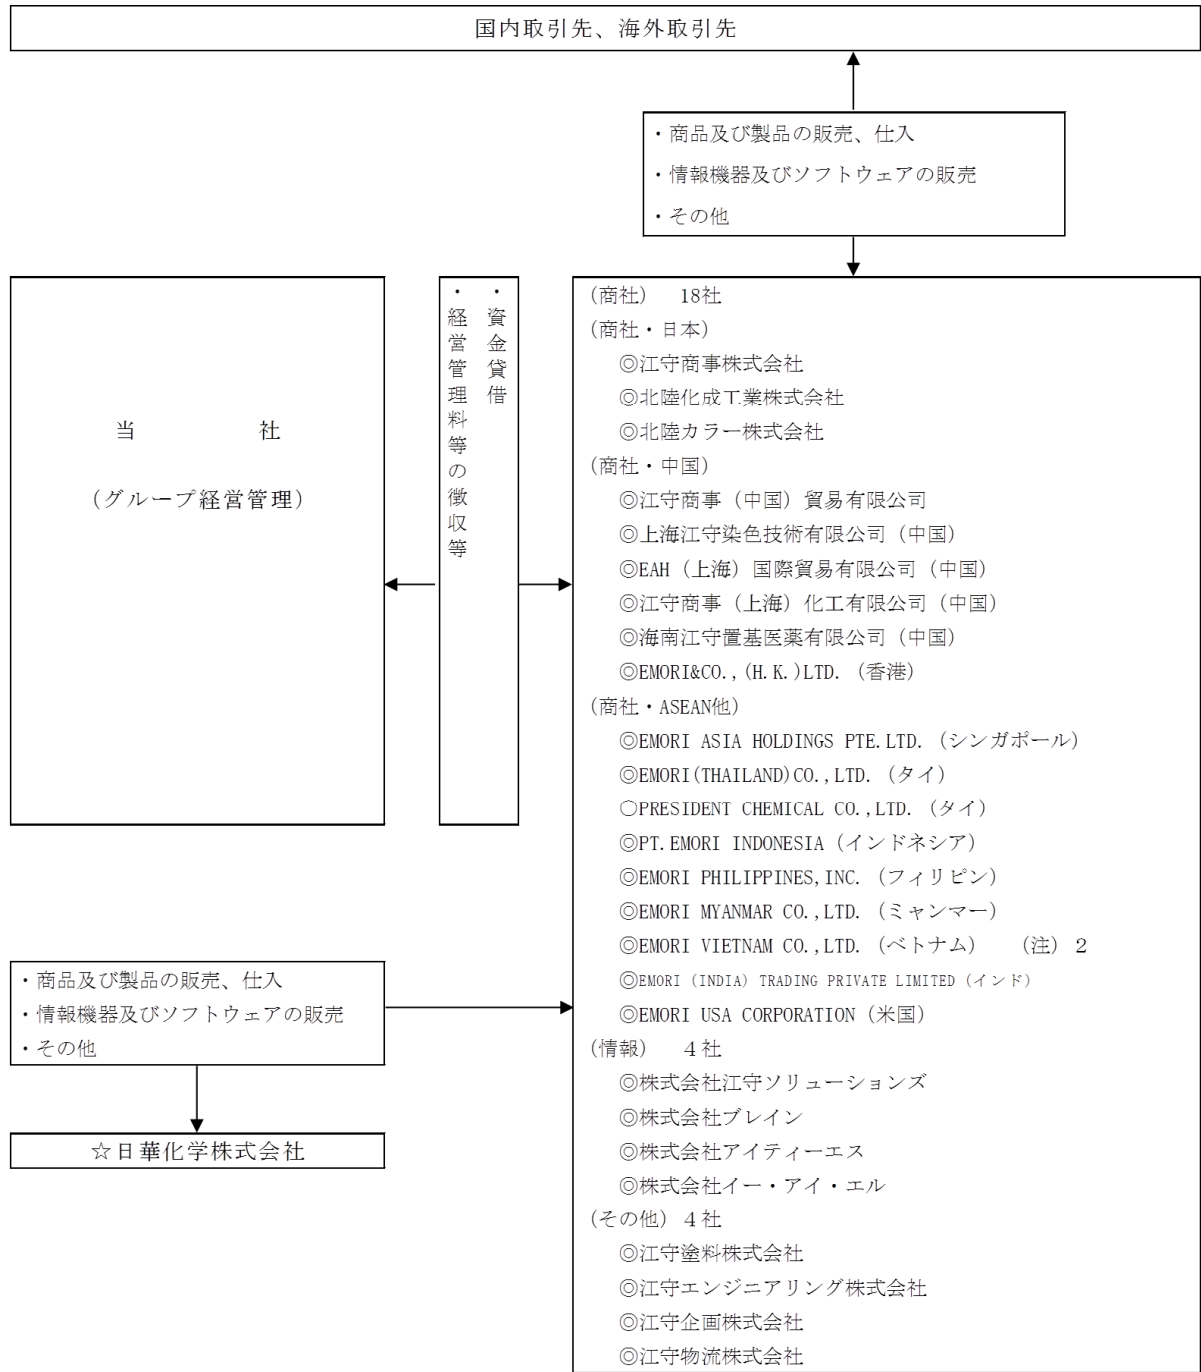 国内取引先、海外取引先
・商品及び製品の販売、仕入
・情報機器及びソフトウェアの販売
・その他
当　　　　社
（グループ経営管理）
・資金貸借
・経営管理料等の徴収等
（商社）　18社
（商社・日本）
◎江守商事株式会社
◎北陸化成工業株式会社
◎北陸カラー株式会社
（商社・中国）
◎江守商事（中国）貿易有限公司
◎上海江守染色技術有限公司（中国）
◎EAH（上海）国際貿易有限公司（中国）
◎江守商事（上海）化工有限公司（中国）
◎海南江守置基医薬有限公司（中国）
◎EMORI&CO.,(H.K.)LTD.（香港）
（商社・ASEAN他）
◎EMORI ASIA HOLDINGS PTE.LTD.（シンガポール）
◎EMORI(THAILAND)CO.,LTD.（タイ）
○PRESIDENT CHEMICAL CO.,LTD.（タイ）
◎PT.EMORI INDONESIA（インドネシア）
◎EMORI PHILIPPINES,INC.（フィリピン）
◎EMORI MYANMAR CO.,LTD.（ミャンマー）
◎EMORI VIETNAM CO.,LTD.（ベトナム）　（注）２
◎EMORI (INDIA) TRADING PRIVATE LIMITED（インド）
◎EMORI USA CORPORATION（米国）
（情報）　４社
◎株式会社江守ソリューションズ
◎株式会社ブレイン
◎株式会社アイティーエス
◎株式会社イー・アイ・エル
（その他）４社
◎江守塗料株式会社
◎江守エンジニアリング株式会社
◎江守企画株式会社
◎江守物流株式会社
・商品及び製品の販売、仕入
・情報機器及びソフトウェアの販売
・その他
☆日華化学株式会社